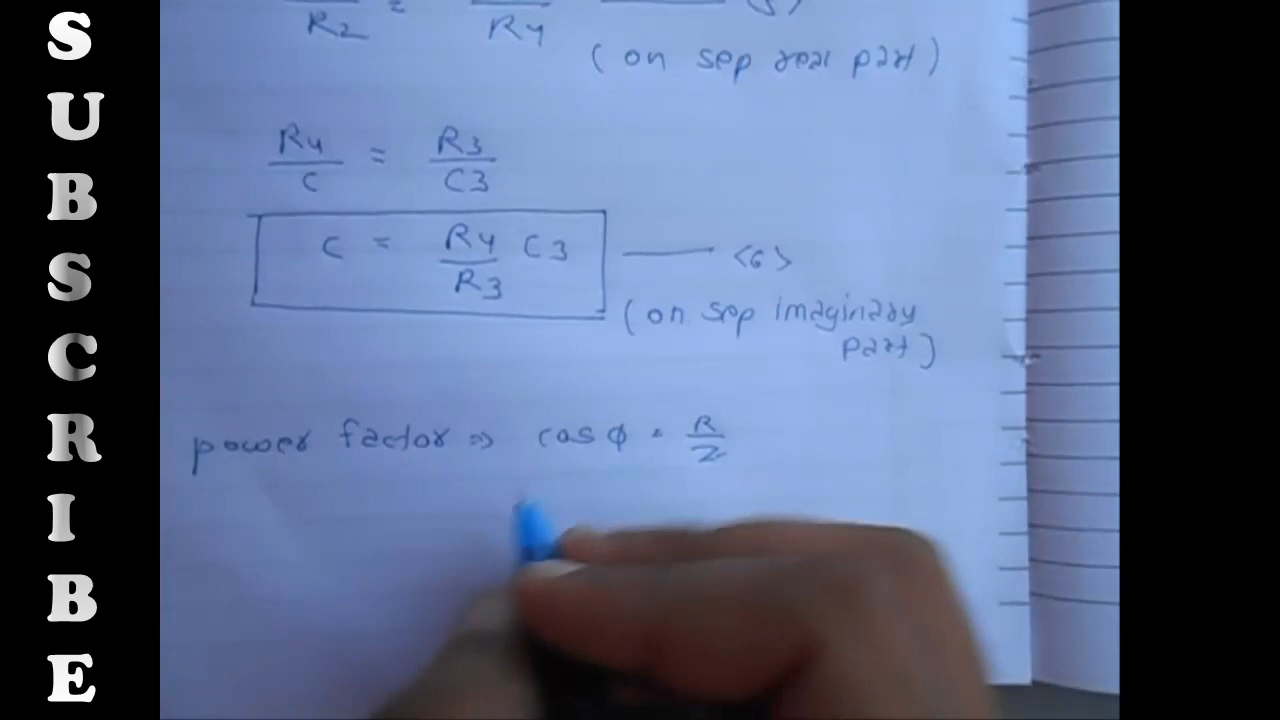 SUBSCRIBE
R2 = R4
(on sep real part)
R4/C = R3/C3
C = R4/R3 C3 —— <6>
(on sep imaginary
part)
power factor => cos φ = R/Z